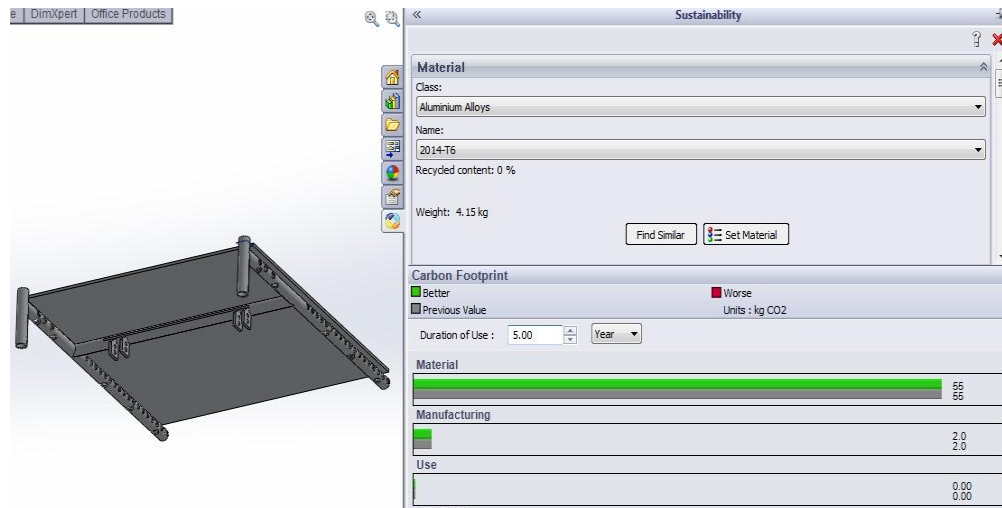 e DimXpert Office Products
Sustainability
Material
Class:
Aluminium Alloys
Name:
2014-T6
Recycled content: 0 %
Weight: 4.15 kg
Find Similar Set Material
Carbon Footprint
Better Worse
Previous Value Units : kg CO2
Duration of Use : 5.00 Year
Material
55
55
Manufacturing
2.0
2.0
Use
0.00
0.00